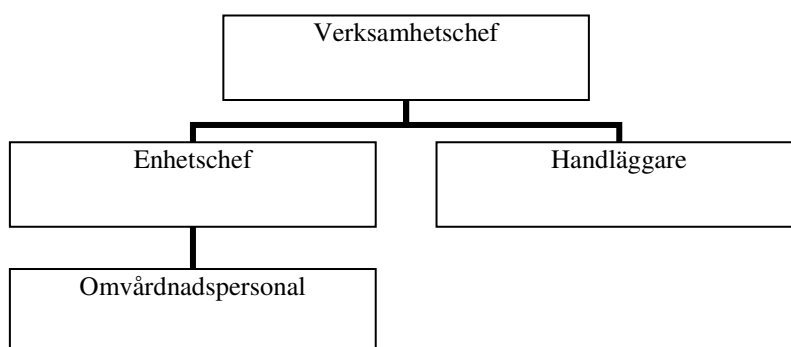 Verksamhetschef
Enhetschef
Handläggare
Omvårdnadspersonal